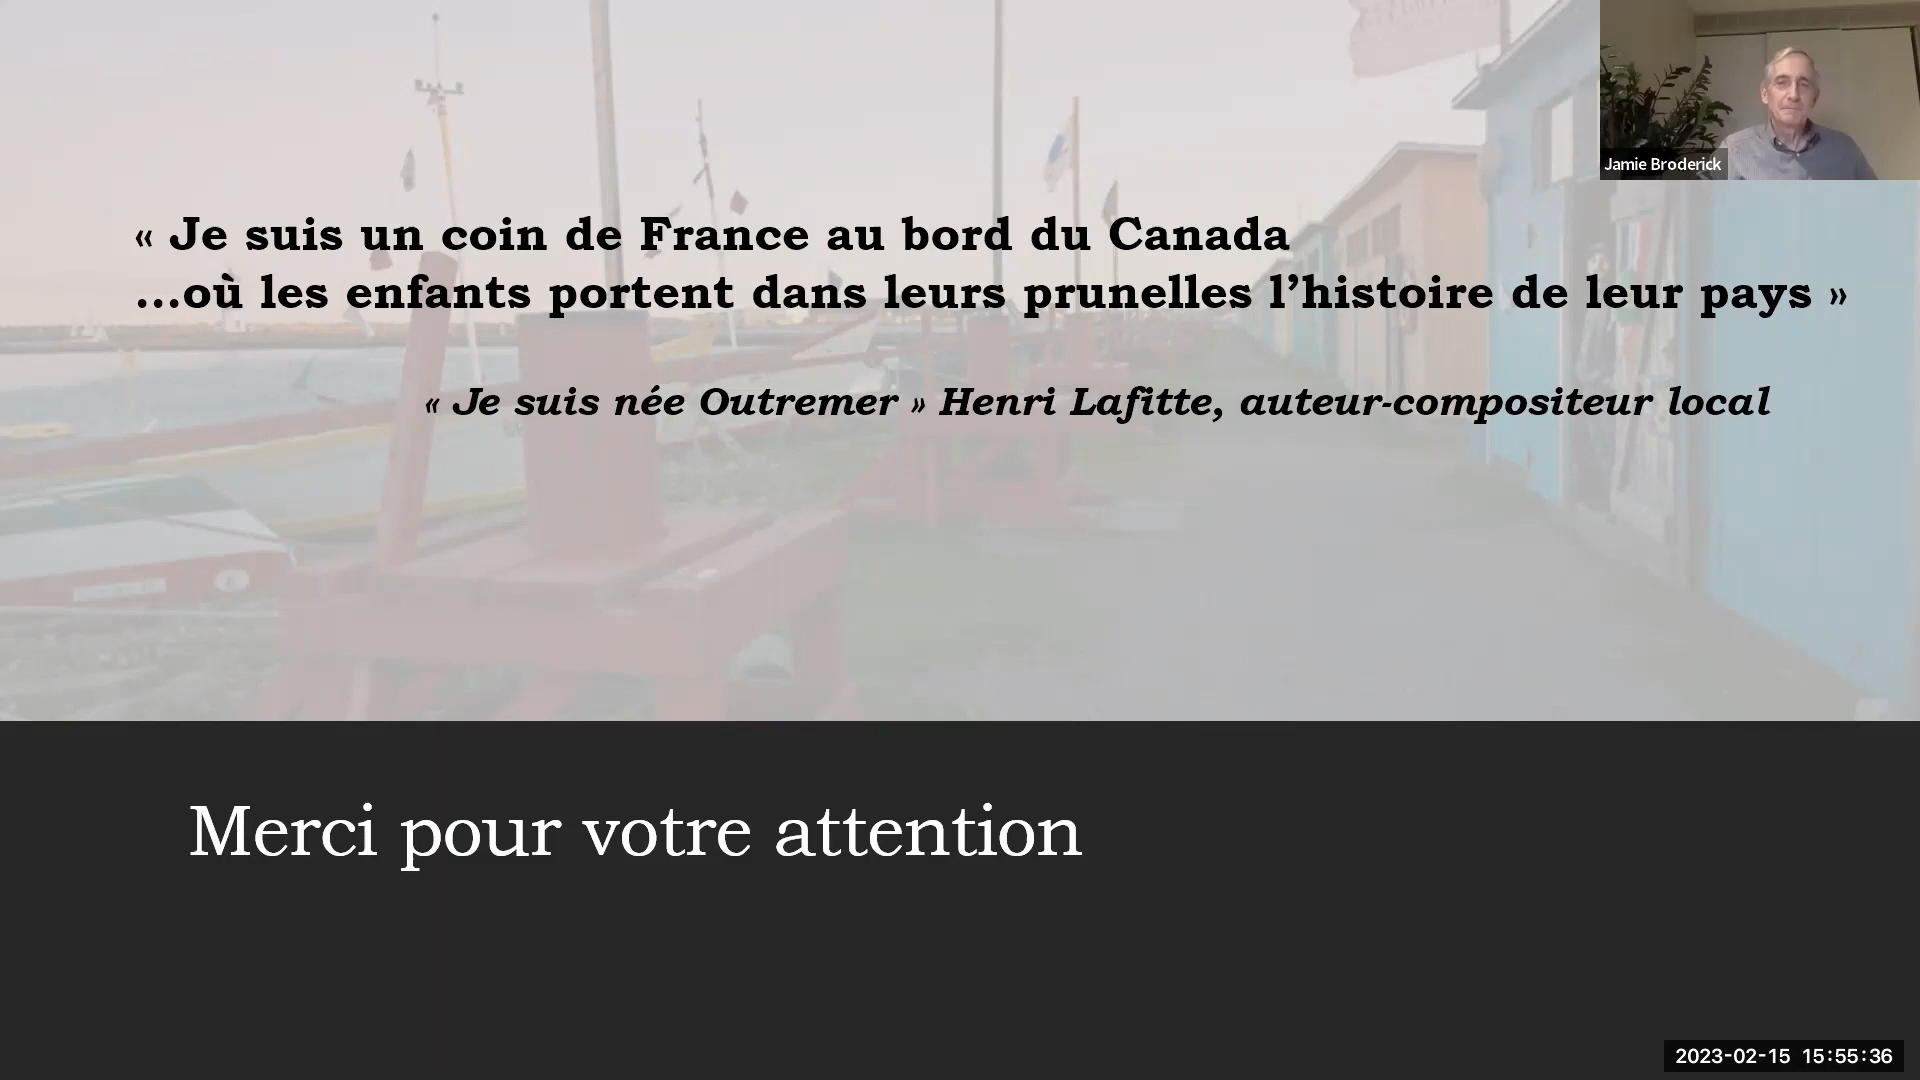 « Je suis un coin de France au bord du Canada
…où les enfants portent dans leurs prunelles l’histoire de leur pays »
« Je suis née Outremer » Henri Lafitte, auteur-compositeur local
Merci pour votre attention
Jamie Broderick
2023-02-15 15:55:36